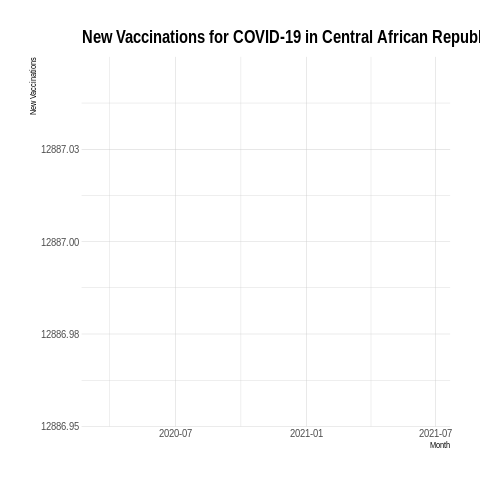 New Vaccinations for COVID-19 in Central African Republ
New Vaccinations
12887.03
12887.00
12886.98
12886.95
2020-07
2021-01
2021-07
Month